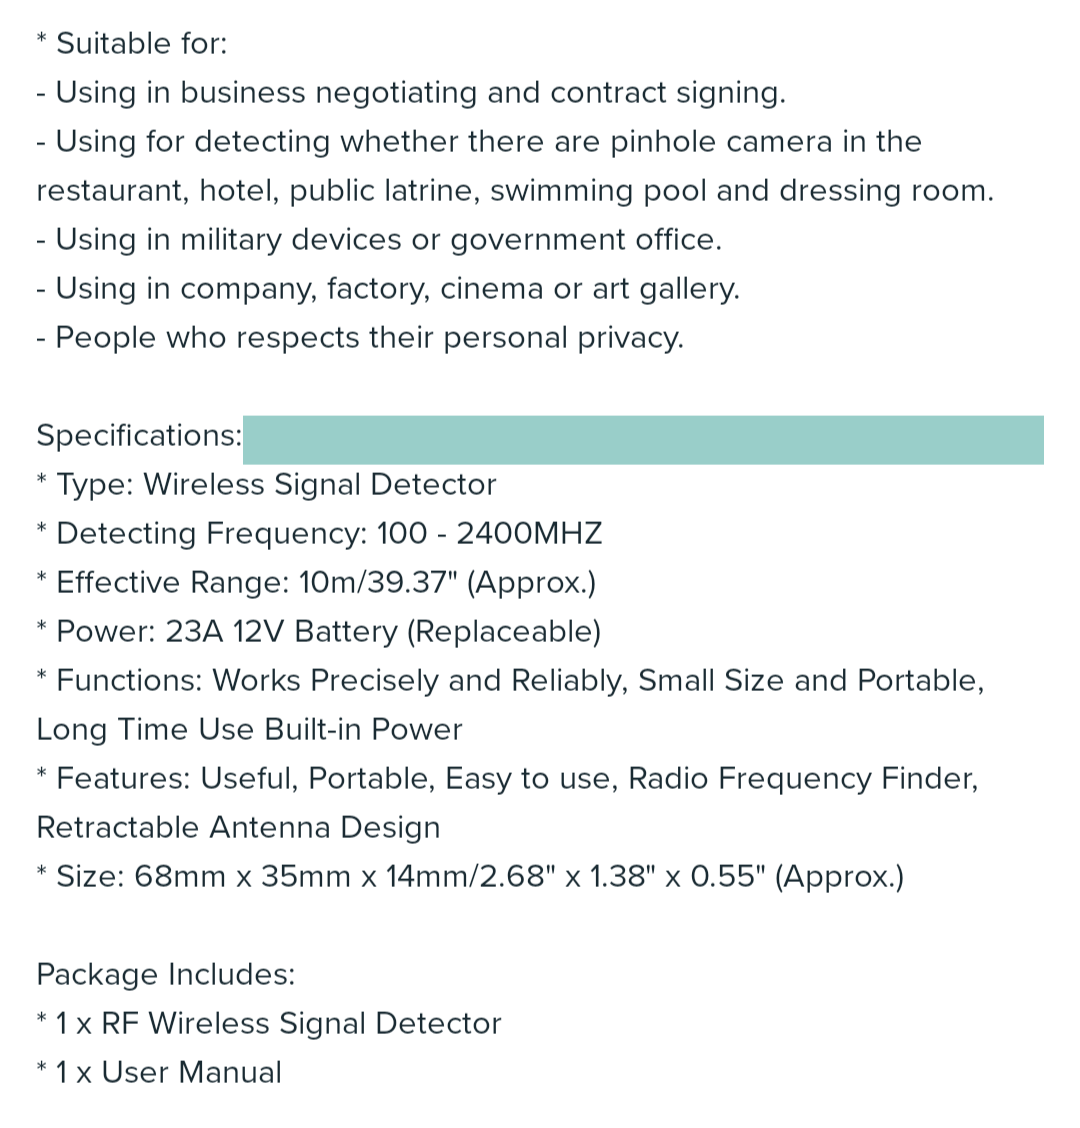 * Suitable for:
- Using in business negotiating and contract signing.
- Using for detecting whether there are pinhole camera in the
restaurant, hotel, public latrine, swimming pool and dressing room.
- Using in military devices or government office.
- Using in company, factory, cinema or art gallery.
- People who respects their personal privacy.
Specifications:
* Type: Wireless Signal Detector
* Detecting Frequency: 100 - 2400MHZ
* Effective Range: 10m/39.37" (Approx.)
* Power: 23A 12V Battery (Replaceable)
* Functions: Works Precisely and Reliably, Small Size and Portable,
Long Time Use Built-in Power
* Features: Useful, Portable, Easy to use, Radio Frequency Finder,
Retractable Antenna Design
* Size: 68mm x 35mm x 14mm/2.68" x 1.38" x 0.55" (Approx.)
Package Includes:
* 1 x RF Wireless Signal Detector
* 1 x User Manual